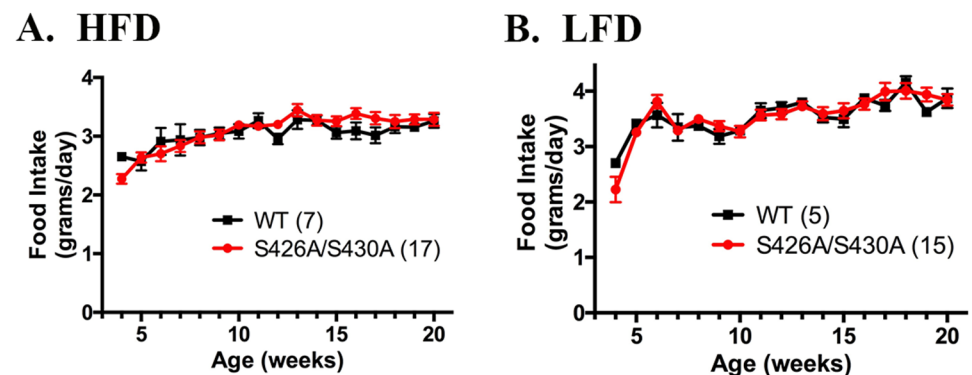 A. HFD
Food Intake
(grams/day)
4
3
2
1
0
WT (7)
S426A/S430A (17)
5 10 15 20
Age (weeks)
B. LFD
Food Intake
(grams/day)
4
3
2
1
0
WT (5)
S426A/S430A (15)
5 10 15 20
Age (weeks)